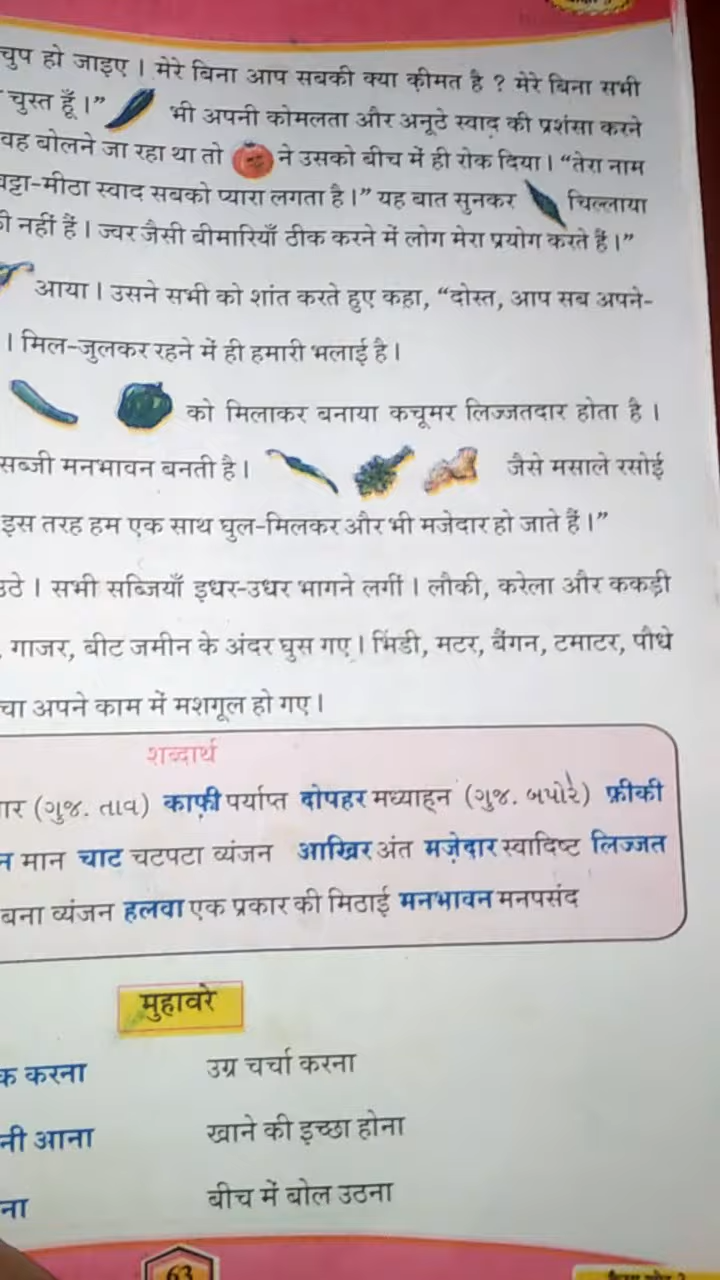 चुप हो जाइए । मेरे बिना आप सबकी क्या क़ीमत है ? मेरे बिना सभी
चुस्त हूँ ।”
भी अपनी कोमलता और अनूठे स्वाद की प्रशंसा करने
वह बोलने जा रहा था तो
ने उसको बीच में ही रोक दिया । “तेरा नाम
ट्टा-मीठा स्वाद सबको प्यारा लगता है ।” यह बात सुनकर
चिल्लाया
नहीं हैं । ज्वर जैसी बीमारियाँ ठीक करने में लोग मेरा प्रयोग करते हैं ।”
आया । उसने सभी को शांत करते हुए कहा, “दोस्त, आप सब अपने-
। मिल-जुलकर रहने में ही हमारी भलाई है ।
को मिलाकर बनाया कचूमर लिज्जतदार होता है ।
सब्जी मनभावन बनती है ।
जैसे मसाले रसोई
इस तरह हम एक साथ घुल-मिलकर और भी मजेदार हो जाते हैं ।”
उठे । सभी सब्जियाँ इधर-उधर भागने लगीं । लौकी, करेला और ककड़ी
गाजर, बीट जमीन के अंदर घुस गए । भिंडी, मटर, बैंगन, टमाटर, पौधे
चा अपने काम में मशगूल हो गए ।
शब्दार्थ
(ગુજ. તાવ) काफ़ी पर्याप्त दोपहर मध्याह्न (ગુજ. બપોરે) फ़ीकी
मान चाट चटपटा व्यंजन आखिर अंत मज़ेदार स्वादिष्ट लिज्जत
बना व्यंजन हलवा एक प्रकार की मिठाई मनभावन मनपसंद
मुहावरे
क करना उग्र चर्चा करना
नी आना खाने की इच्छा होना
ना बीच में बोल उठना
63